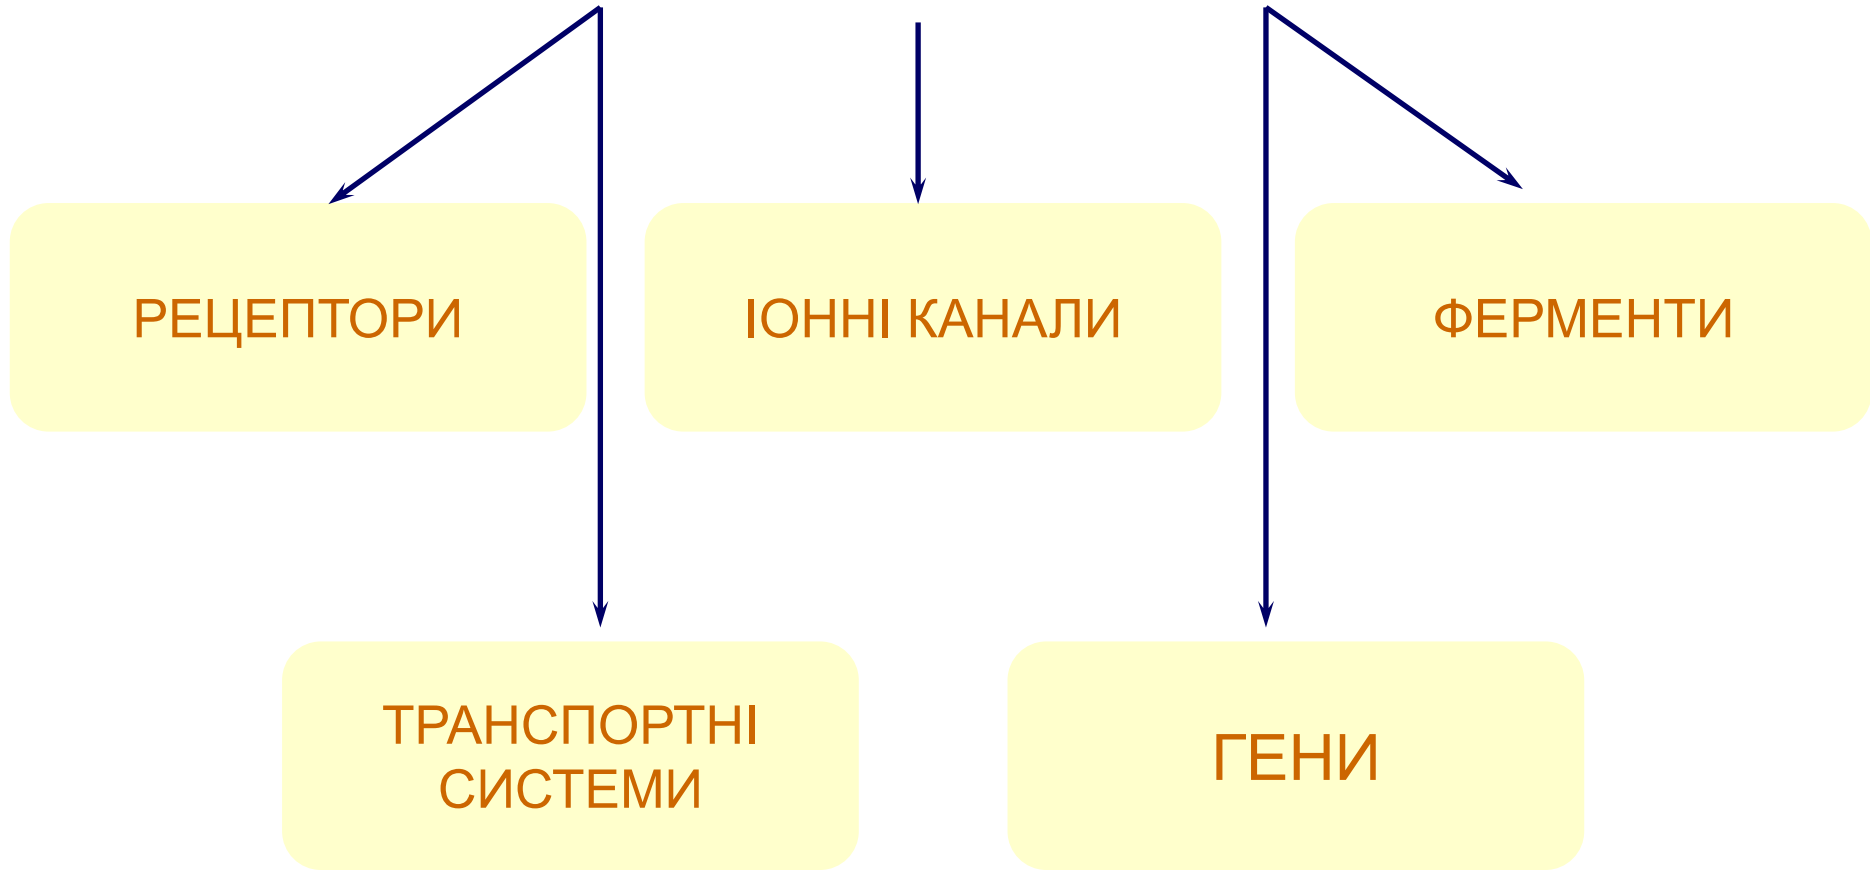 РЕЦЕПТОРИ
ІОННІ КАНАЛИ
ФЕРМЕНТИ
ТРАНСПОРТНІ
СИСТЕМИ
ГЕНИ